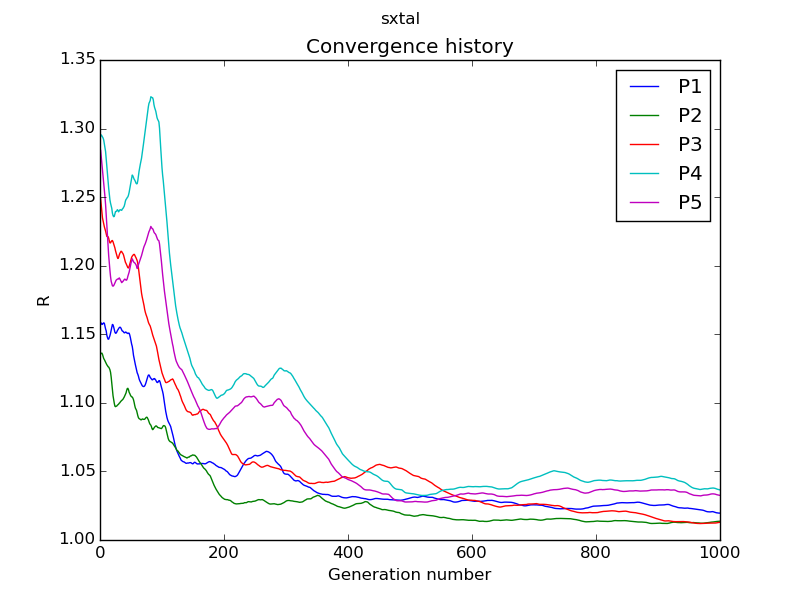 sxtal
Convergence history
1.35
1.30
1.25
1.20
1.15
1.10
1.05
1.00
R
P1
P2
P3
P4
P5
0 200 400 600 800 1000
Generation number